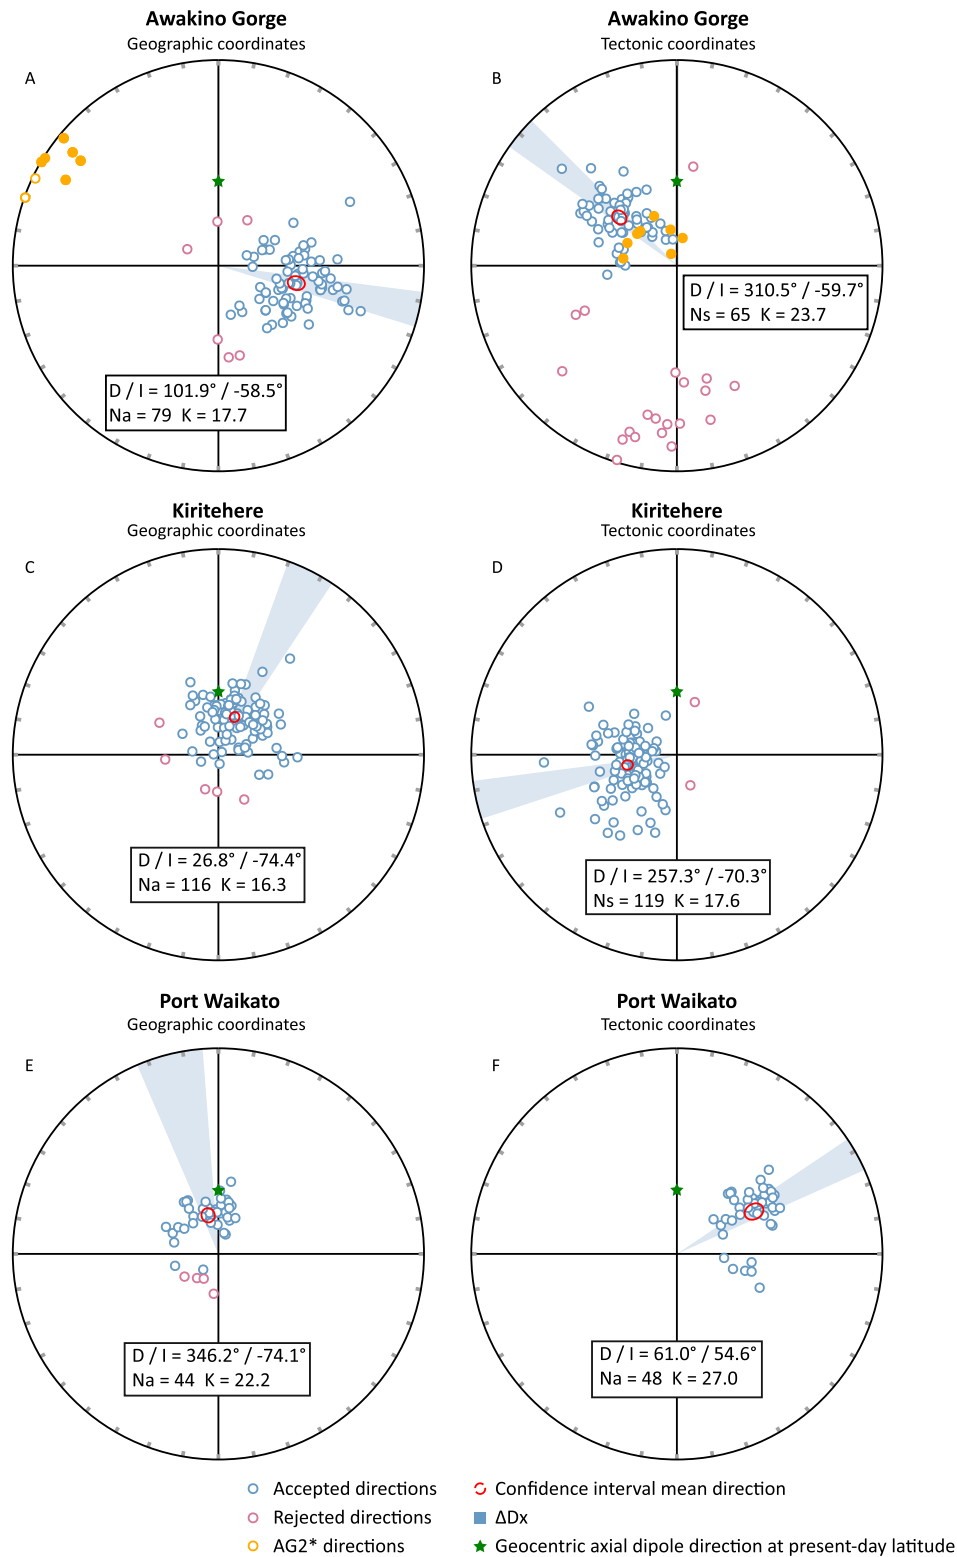 Awakino Gorge
Geographic coordinates
A
D / I = 101.9° / -58.5°
Na = 79 K = 17.7
Awakino Gorge
Tectonic coordinates
B
D / I = 310.5° / -59.7°
Ns = 65 K = 23.7
Kiritehere
Geographic coordinates
C
D / I = 26.8° / -74.4°
Na = 116 K = 16.3
Kiritehere
Tectonic coordinates
D
D / I = 257.3° / -70.3°
Ns = 119 K = 17.6
Port Waikato
Geographic coordinates
E
D / I = 346.2° / -74.1°
Na = 44 K = 22.2
Port Waikato
Tectonic coordinates
F
D / I = 61.0° / 54.6°
Na = 48 K = 27.0
Accepted directions
Rejected directions
AG2* directions
Confidence interval mean direction
ΔDx
Geocentric axial dipole direction at present-day latitude